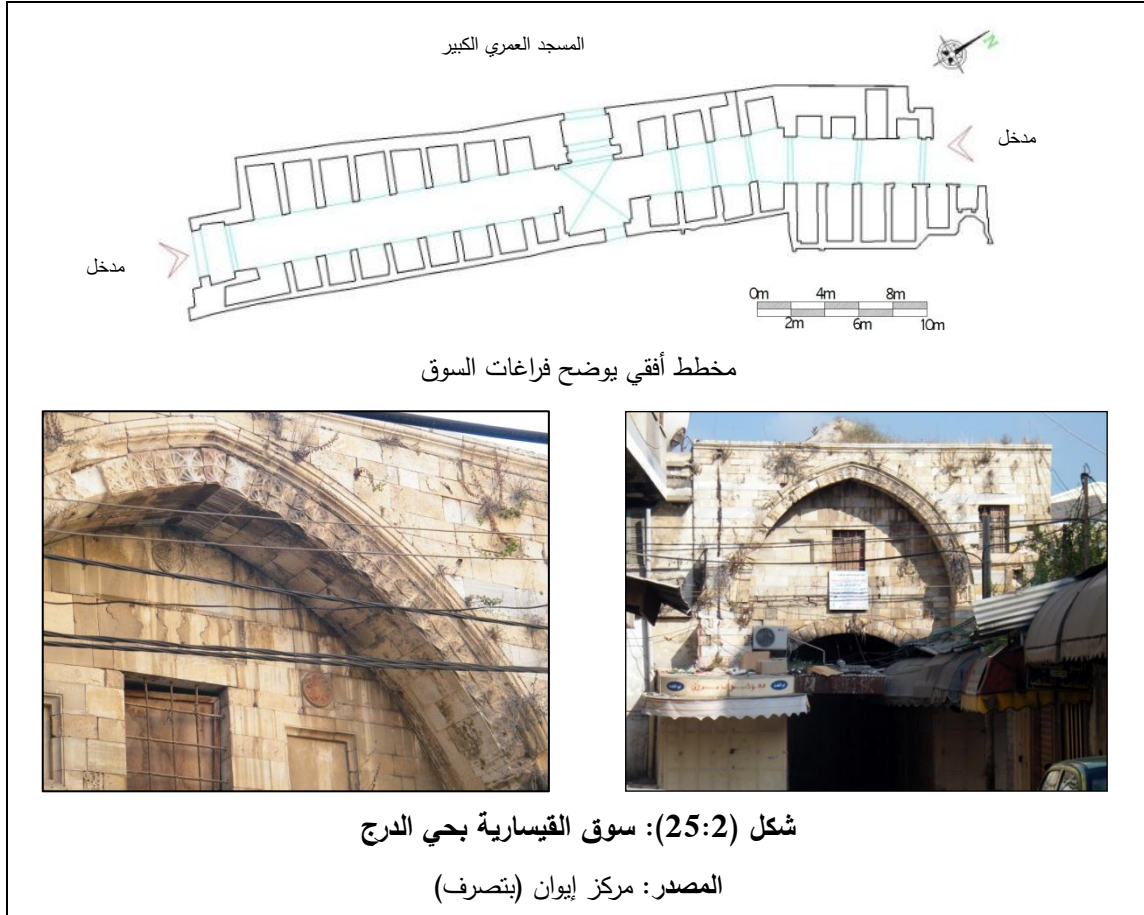 المسجد العمري الكبير
N
مدخل
مدخل
0m 4m 8m
2m 6m 10m
مخطط أفقي يوضح فراغات السوق
شكل (25:2): سوق القيسارية بحي الدرج
المصدر: مركز إيوان (بتصرف)